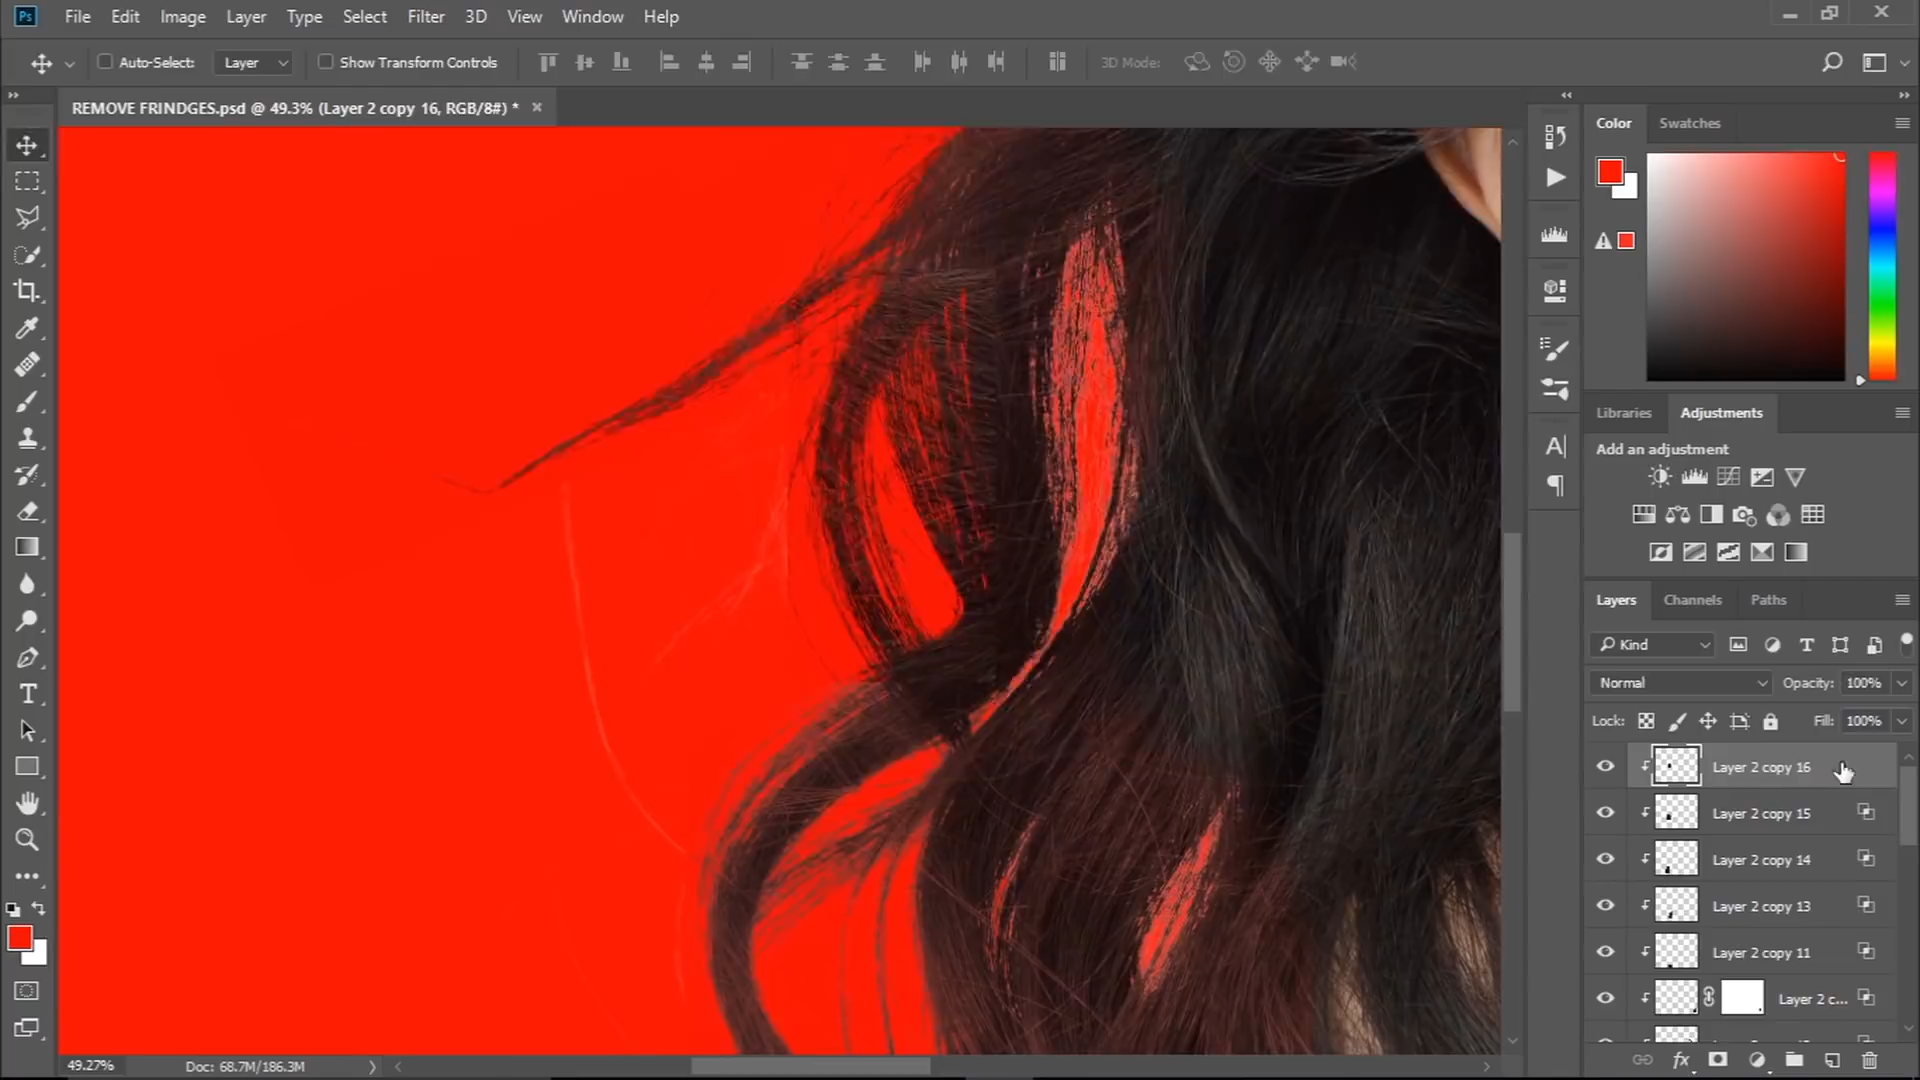 Ps File Edit Image Layer Type Select Filter 3D View Window Help
Auto-Select: Layer Show Transform Controls 3D Mode:
REMOVE FRINDGES.psd @ 49.3% (Layer 2 copy 16, RGB/8#) *
Color Swatches
Libraries Adjustments
Add an adjustment
Layers Channels Paths
Kind
Normal Opacity: 100%
Lock: Fill: 100%
Layer 2 copy 16
Layer 2 copy 15
Layer 2 copy 14
Layer 2 copy 13
Layer 2 copy 11
Layer 2 c...
49.27% Doc: 68.7M/186.3M
fx